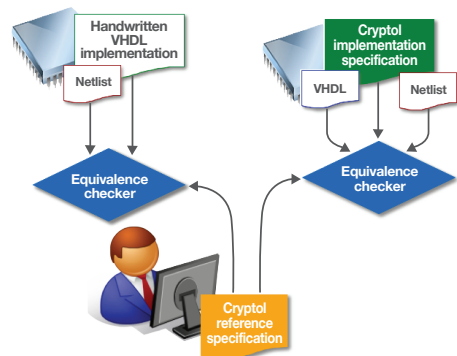 Handwritten
VHDL
implementation
Netlist
Equivalence
checker
Cryptol
implementation
specification
VHDL
Netlist
Equivalence
checker
Cryptol
reference
specification